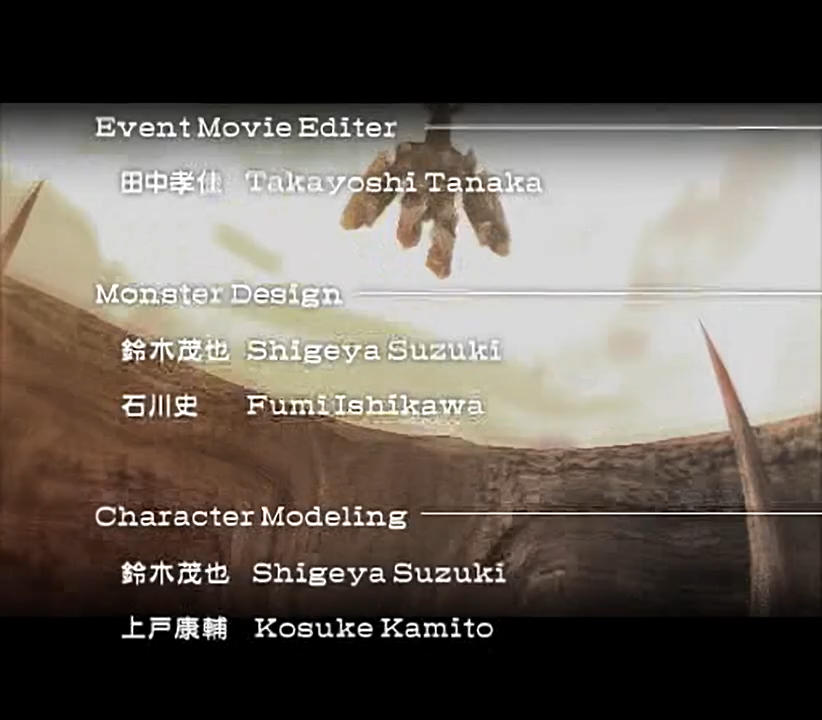 Event Movie Editer
田中孝佳 Takayoshi Tanaka
Monster Design
鈴木茂也 Shigeya Suzuki
石川史 Fumi Ishikawa
Character Modeling
鈴木茂也 Shigeya Suzuki
上戸康輔 Kosuke Kamito